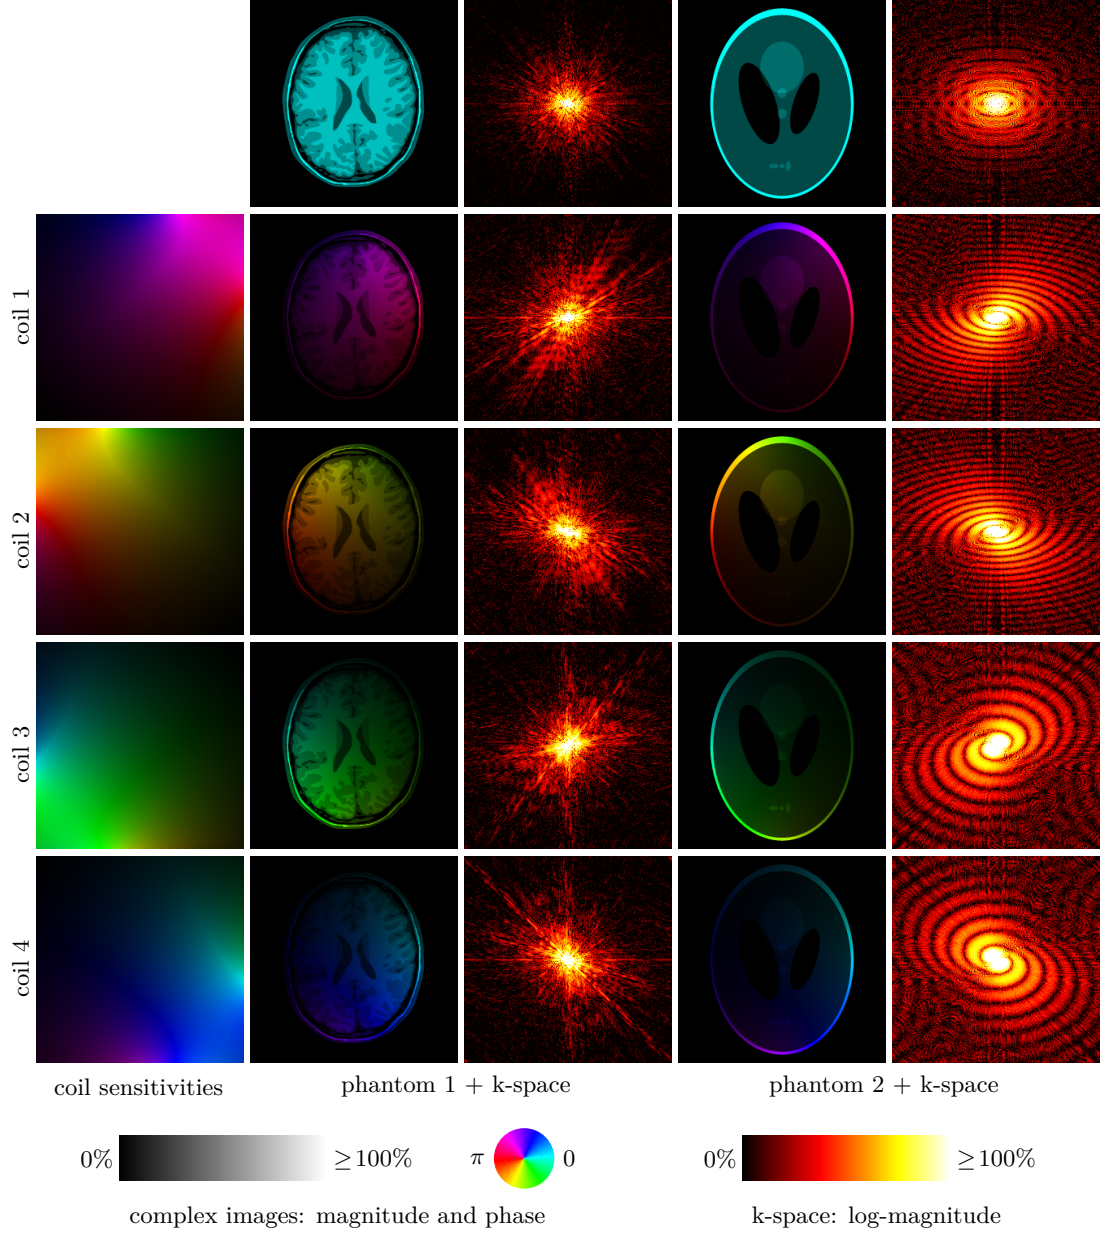 coil 1
coil 2
coil 3
coil 4
coil sensitivities
phantom 1 + k-space
phantom 2 + k-space
0%
≥100%
π
0
0%
≥100%
complex images: magnitude and phase
k-space: log-magnitude